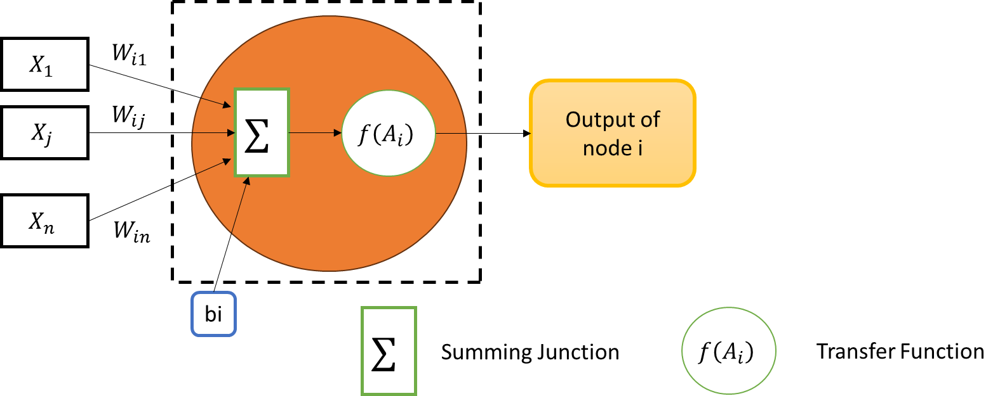 X₁
Wᵢ₁
Xⱼ
Wᵢⱼ
Xₙ
Wᵢₙ
∑
f(Aᵢ)
Output of
node i
bi
∑
Summing Junction
f(Aᵢ)
Transfer Function